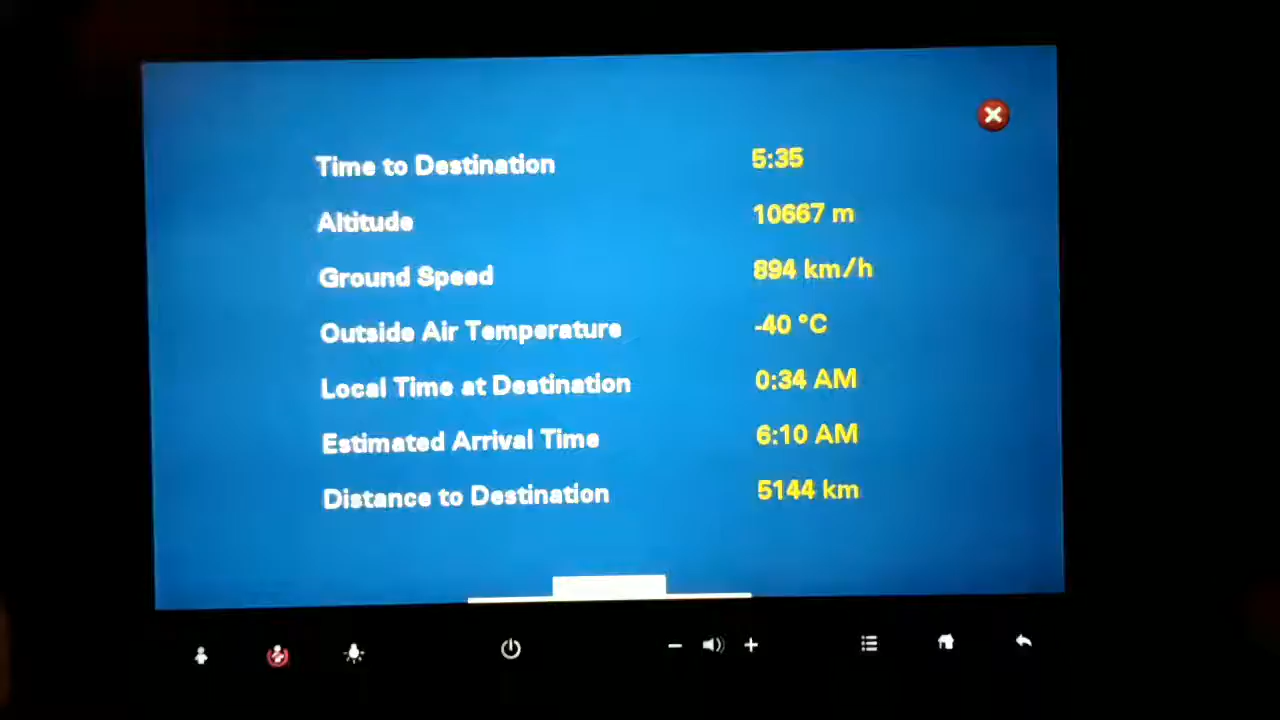 Time to Destination 5:35
Altitude 10667 m
Ground Speed 894 km/h
Outside Air Temperature -40 °C
Local Time at Destination 0:34 AM
Estimated Arrival Time 6:10 AM
Distance to Destination 5144 km